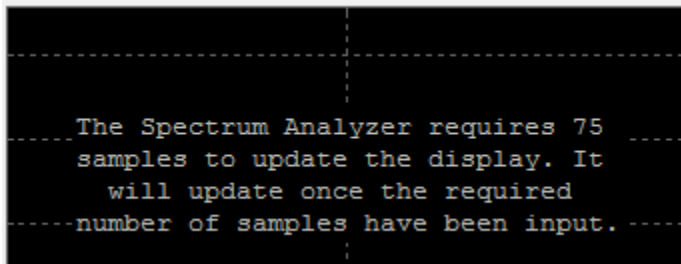 The Spectrum Analyzer requires 75
samples to update the display. It
will update once the required
number of samples have been input.